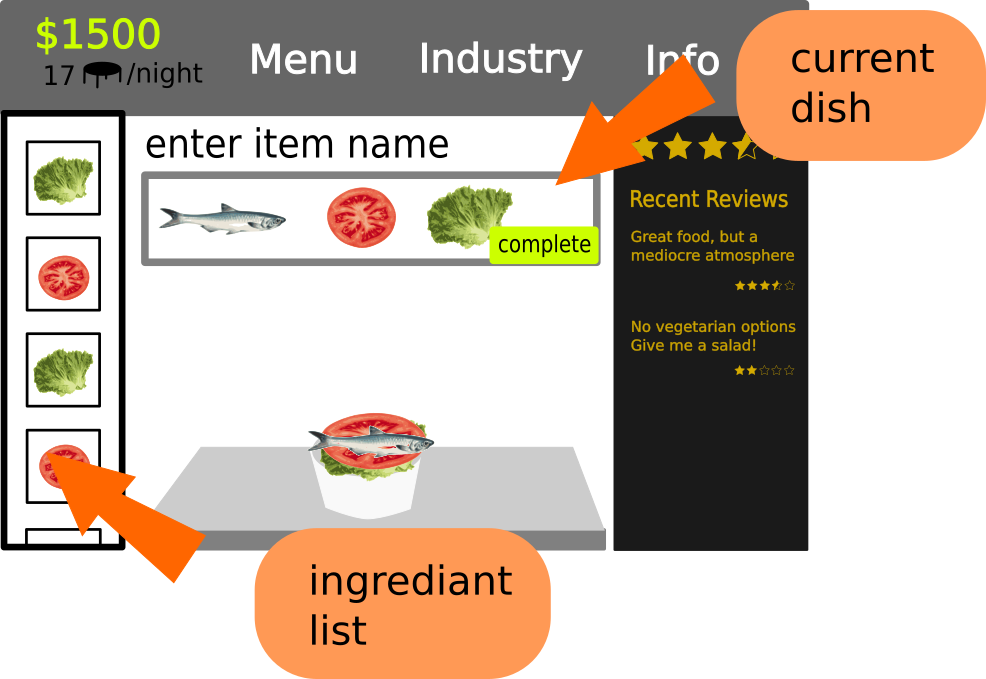 $1500
17 /night
Menu
Industry
Info
current
dish
enter item name
complete
Recent Reviews
Great food, but a
mediocre atmosphere
No vegetarian options
Give me a salad!
ingrediant
list